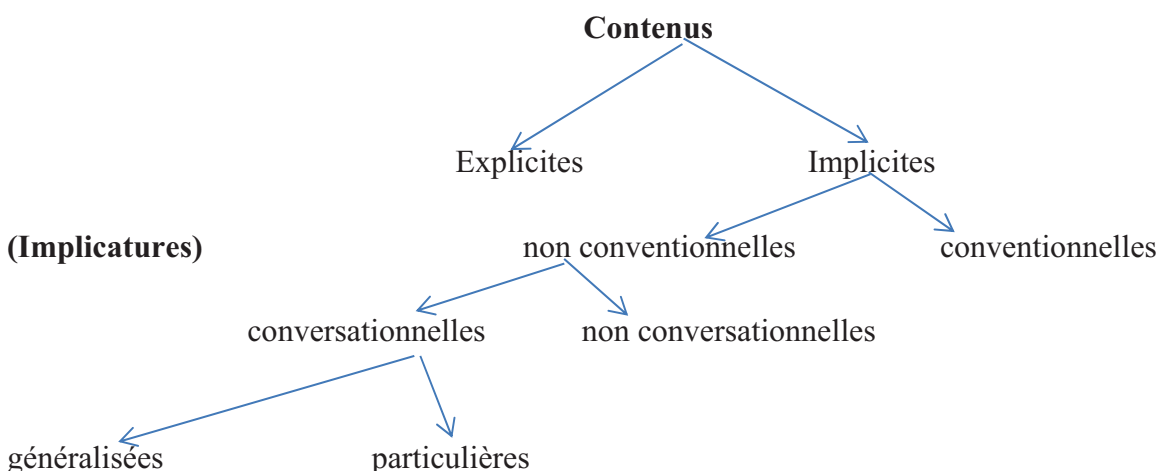 Contenus
Explicites Implicites
(Implicatures) non conventionnelles conventionnelles
conversationnelles non conversationnelles
généralisées particulières